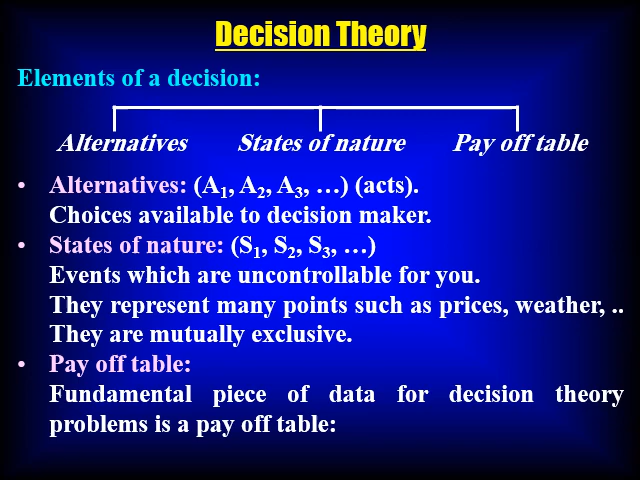 Decision Theory
Elements of a decision:
Alternatives States of nature Pay off table
• Alternatives: (A₁, A₂, A₃, …) (acts).
Choices available to decision maker.
• States of nature: (S₁, S₂, S₃, …)
Events which are uncontrollable for you.
They represent many points such as prices, weather, ..
They are mutually exclusive.
• Pay off table:
Fundamental piece of data for decision theory
problems is a pay off table: